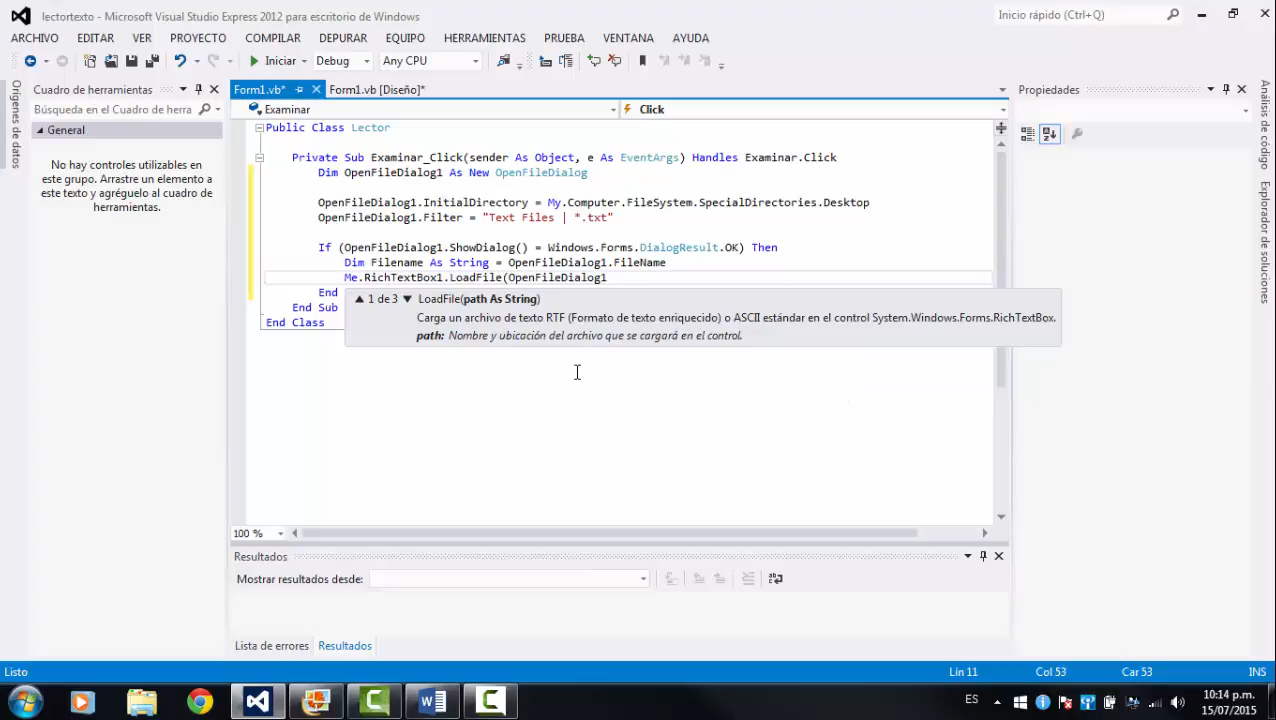 lectortexto - Microsoft Visual Studio Express 2012 para escritorio de Windows
Inicio rápido (Ctrl+Q)
ARCHIVO EDITAR VER PROYECTO COMPILAR DEPURAR EQUIPO HERRAMIENTAS PRUEBA VENTANA AYUDA
Iniciar Debug Any CPU
Orígenes de datos
Cuadro de herramientas
Búsqueda en el Cuadro de herra
General
No hay controles utilizables en
este grupo. Arrastre un elemento a
este texto y agréguelo al cuadro de
herramientas.
Form1.vb* Form1.vb [Diseño]*
Examinar Click
Public Class Lector
Private Sub Examinar_Click(sender As Object, e As EventArgs) Handles Examinar.Click
Dim OpenFileDialog1 As New OpenFileDialog
OpenFileDialog1.InitialDirectory = My.Computer.FileSystem.SpecialDirectories.Desktop
OpenFileDialog1.Filter = "Text Files | *.txt"
If (OpenFileDialog1.ShowDialog() = Windows.Forms.DialogResult.OK) Then
Dim Filename As String = OpenFileDialog1.FileName
Me.RichTextBox1.LoadFile(OpenFileDialog1
End
End Sub
End Class
1 de 3 LoadFile(path As String)
Carga un archivo de texto RTF (Formato de texto enriquecido) o ASCII estándar en el control System.Windows.Forms.RichTextBox.
path: Nombre y ubicación del archivo que se cargará en el control.
100 %
Resultados
Mostrar resultados desde:
Lista de errores Resultados
Propiedades
Análisis de código
Explorador de soluciones
Listo Lín 11 Col 53 Car 53 INS
ES 10:14 p.m.
15/07/2015